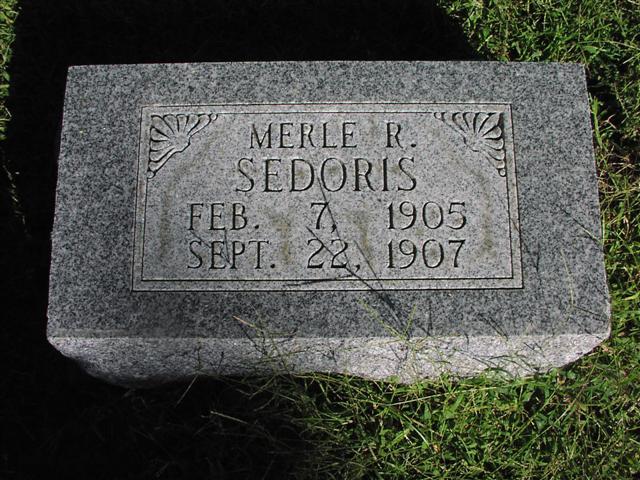 MERLE R.
SEDORIS
FEB. 7, 1905
SEPT. 22, 1907